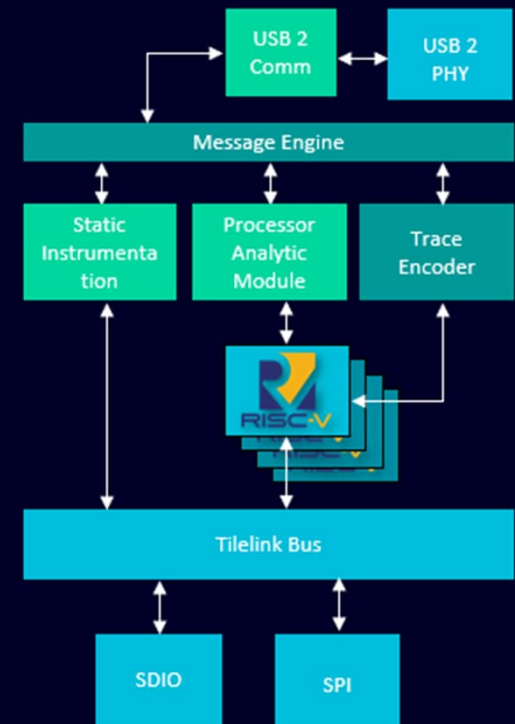 USB 2
Comm
USB 2
PHY
Message Engine
Static
Instrumenta
tion
Processor
Analytic
Module
Trace
Encoder
RISC-V
Tilelink Bus
SDIO
SPI